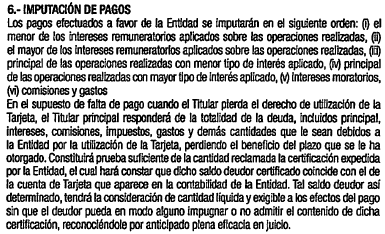 6.- IMPUTACIÓN DE PAGOS
Los pagos efectuados a favor de la Entidad se imputarán en el siguiente orden: (i) el
menor de los intereses remuneratorios aplicados sobre las operaciones realizadas, (ii)
el mayor de los intereses remuneratorios aplicados sobre las operaciones realizadas, (iii)
principal de las operaciones realizadas con menor tipo de interés aplicado, (iv) principal
de las operaciones realizadas con mayor tipo de interés aplicado, (v) intereses moratorios,
(vi) comisiones y gastos
En el supuesto de falta de pago cuando el Titular pierda el derecho de utilización de la
Tarjeta, el Titular principal responderá de la totalidad de la deuda, incluidos principal,
intereses, comisiones, impuestos, gastos y demás cantidades que le sean debidos a
la Entidad por la utilización de la Tarjeta, perdiendo el beneficio del plazo que se le ha
otorgado. Constituirá prueba suficiente de la cantidad reclamada la certificación expedida
por la Entidad, el cual hará constar que dicho saldo deudor certificado coincide con el de
la cuenta de Tarjeta que aparece en la contabilidad de la Entidad. Tal saldo deudor así
determinado, tendrá la consideración de cantidad líquida y exigible a los efectos del pago
sin que el deudor pueda en modo alguno impugnar o no admitir el contenido de dicha
certificación, reconociéndole por anticipado plena eficacia en juicio.